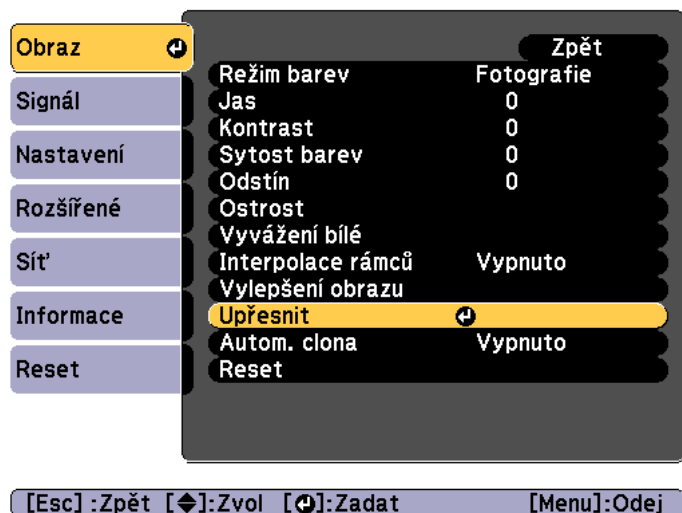 Obraz
Signál
Nastavení
Rozšířené
Síť
Informace
Reset
Zpět
Režim barev Fotografie
Jas 0
Kontrast 0
Sytost barev 0
Odstín 0
Ostrost
Vyvážení bílé
Interpolace rámců Vypnuto
Vylepšení obrazu
Upřesnit
Autom. clona Vypnuto
Reset
[Esc] :Zpět [◆]:Zvol [↵]:Zadat [Menu]:Odej